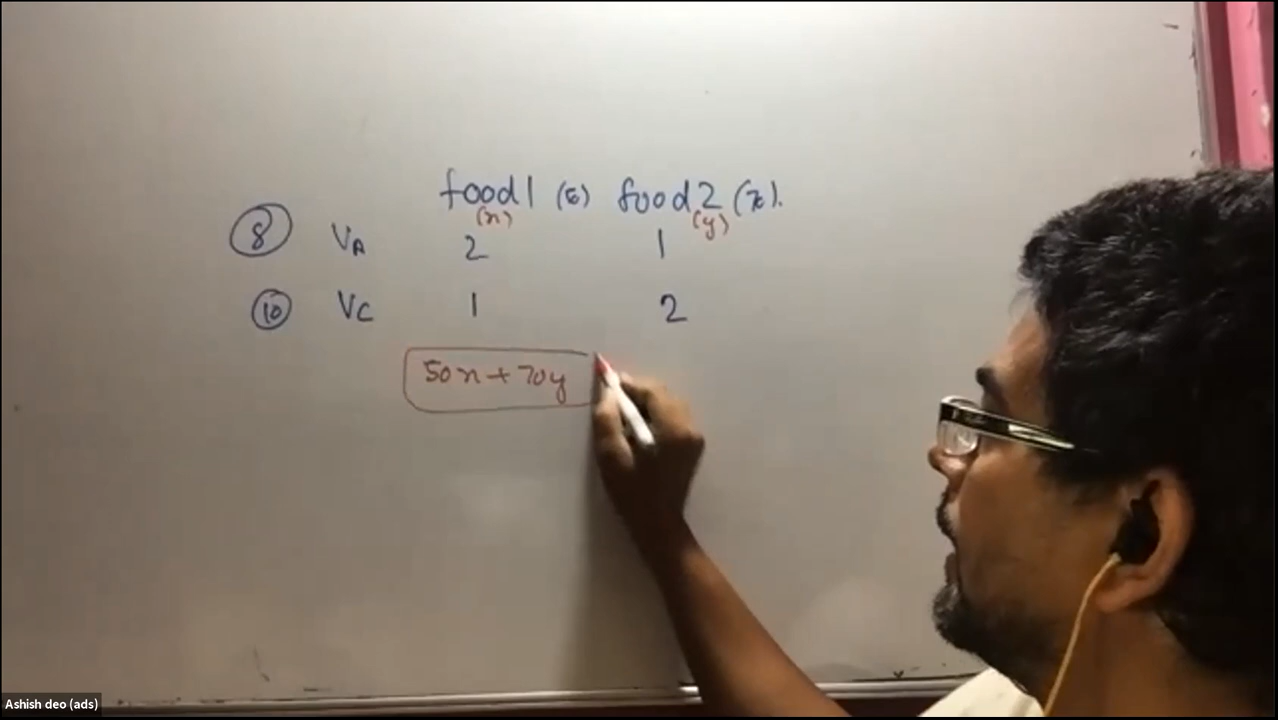 food1 (x) food2 (y).
8 VA 2 1
10 VC 1 2
50x + 70y
Ashish deo (ads)